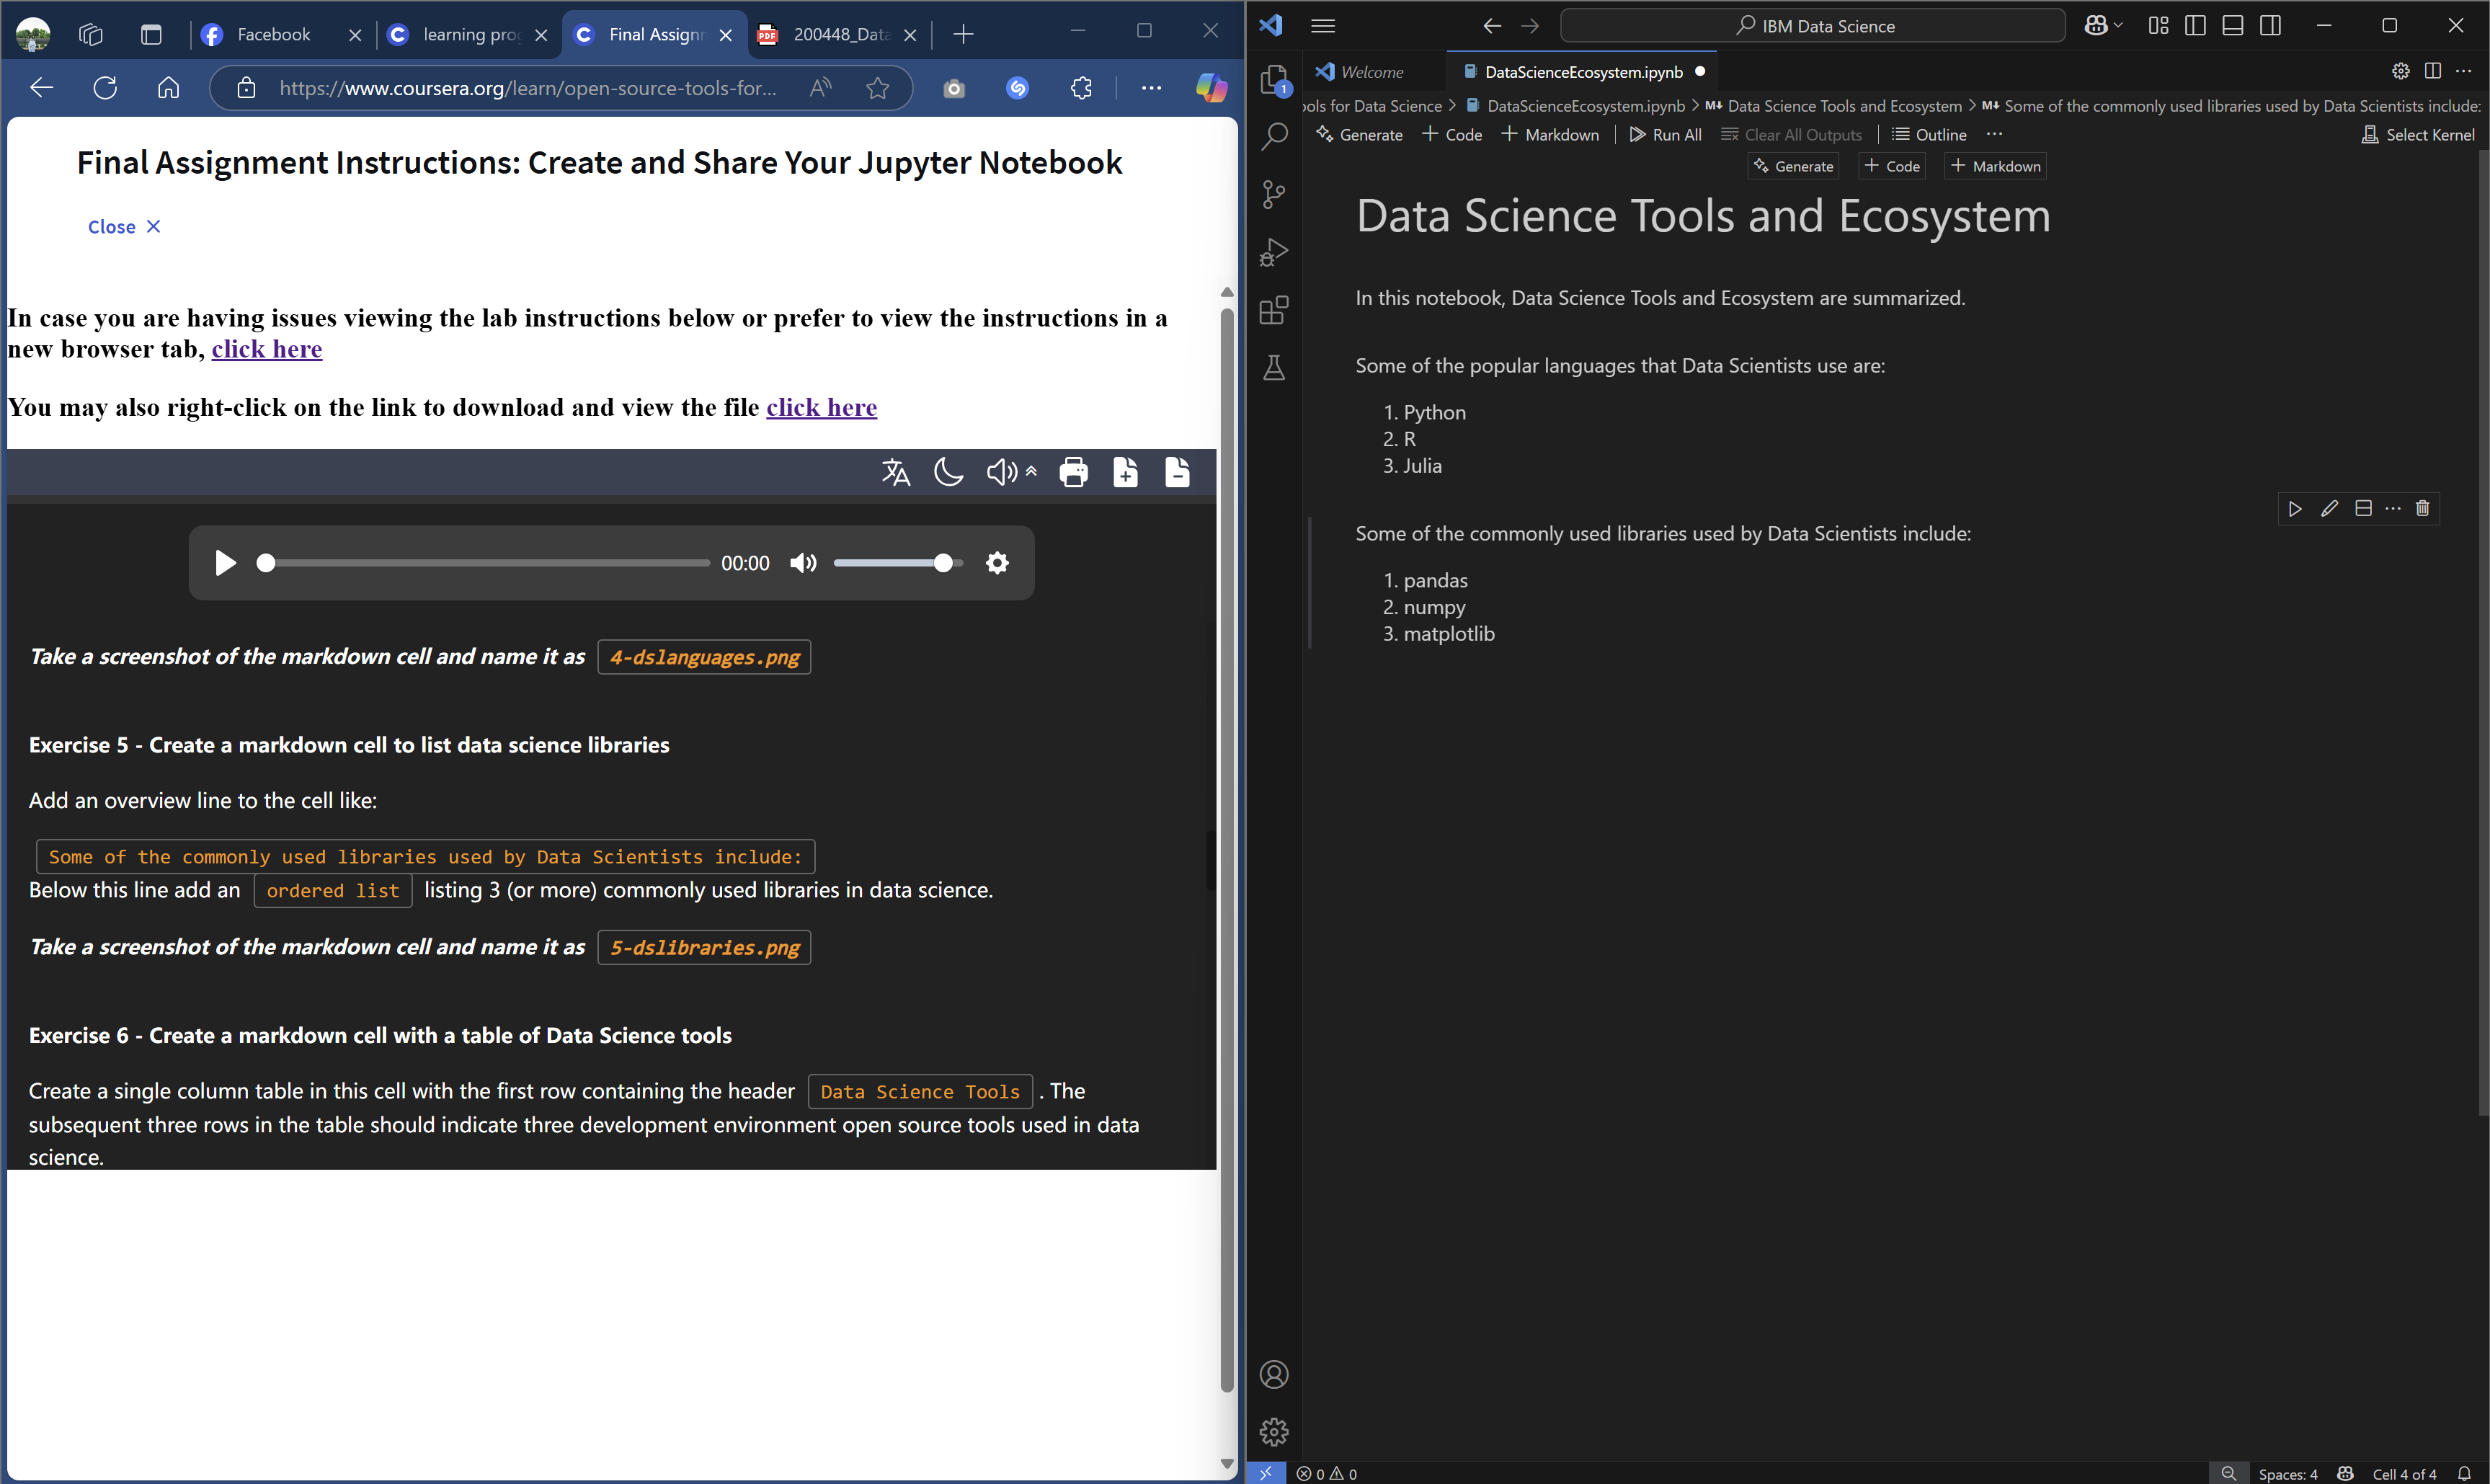 Facebook
learning prog
Final Assignm
200448_Data
https://www.coursera.org/learn/open-source-tools-for...
Final Assignment Instructions: Create and Share Your Jupyter Notebook
Close
In case you are having issues viewing the lab instructions below or prefer to view the instructions in a
new browser tab, click here
You may also right-click on the link to download and view the file click here
00:00
Take a screenshot of the markdown cell and name it as 4-dslanguages.png
Exercise 5 - Create a markdown cell to list data science libraries
Add an overview line to the cell like:
Some of the commonly used libraries used by Data Scientists include:
Below this line add an ordered list listing 3 (or more) commonly used libraries in data science.
Take a screenshot of the markdown cell and name it as 5-dslibraries.png
Exercise 6 - Create a markdown cell with a table of Data Science tools
Create a single column table in this cell with the first row containing the header Data Science Tools . The
subsequent three rows in the table should indicate three development environment open source tools used in data
science.
IBM Data Science
Welcome
DataScienceEcosystem.ipynb
ools for Data Science > DataScienceEcosystem.ipynb > M↓ Data Science Tools and Ecosystem > M↓ Some of the commonly used libraries used by Data Scientists include:
Generate + Code + Markdown Run All Clear All Outputs Outline ... Select Kernel
Generate + Code + Markdown
Data Science Tools and Ecosystem
In this notebook, Data Science Tools and Ecosystem are summarized.
Some of the popular languages that Data Scientists use are:
1. Python
2. R
3. Julia
Some of the commonly used libraries used by Data Scientists include:
1. pandas
2. numpy
3. matplotlib
1
0 0
Spaces: 4
Cell 4 of 4